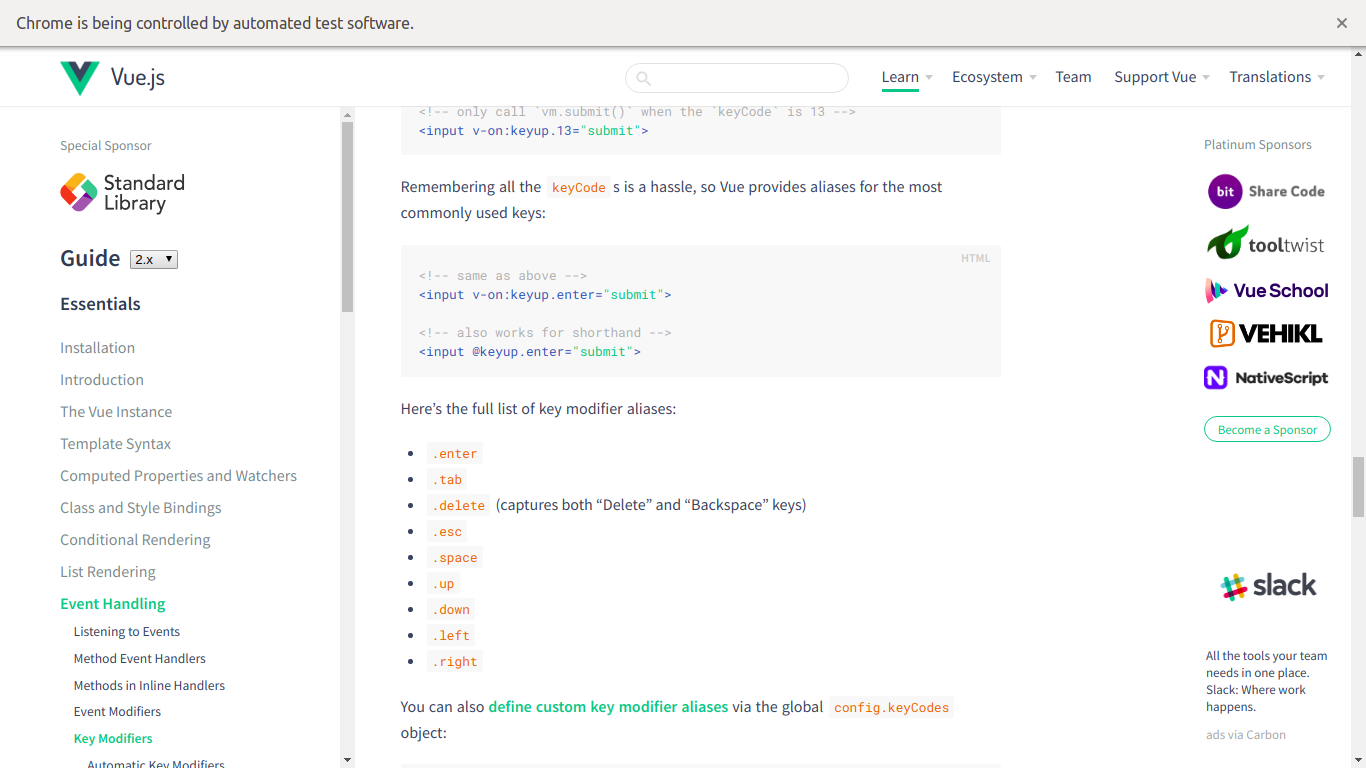 Chrome is being controlled by automated test software.
Vue.js
Learn
Ecosystem
Team
Support Vue
Translations
Special Sponsor
Standard
Library
Guide 2.x
Essentials
Installation
Introduction
The Vue Instance
Template Syntax
Computed Properties and Watchers
Class and Style Bindings
Conditional Rendering
List Rendering
Event Handling
Listening to Events
Method Event Handlers
Methods in Inline Handlers
Event Modifiers
Key Modifiers
Automatic Key Modifiers
<!-- only call `vm.submit()` when the `keyCode` is 13 -->
<input v-on:keyup.13="submit">
Remembering all the keyCode s is a hassle, so Vue provides aliases for the most
commonly used keys:
HTML
<!-- same as above -->
<input v-on:keyup.enter="submit">
<!-- also works for shorthand -->
<input @keyup.enter="submit">
Here’s the full list of key modifier aliases:
.enter
.tab
.delete (captures both “Delete” and “Backspace” keys)
.esc
.space
.up
.down
.left
.right
You can also define custom key modifier aliases via the global config.keyCodes
object:
Platinum Sponsors
bit Share Code
tooltwist
Vue School
VEHIKL
N NativeScript
Become a Sponsor
slack
All the tools your team
needs in one place.
Slack: Where work
happens.
ads via Carbon